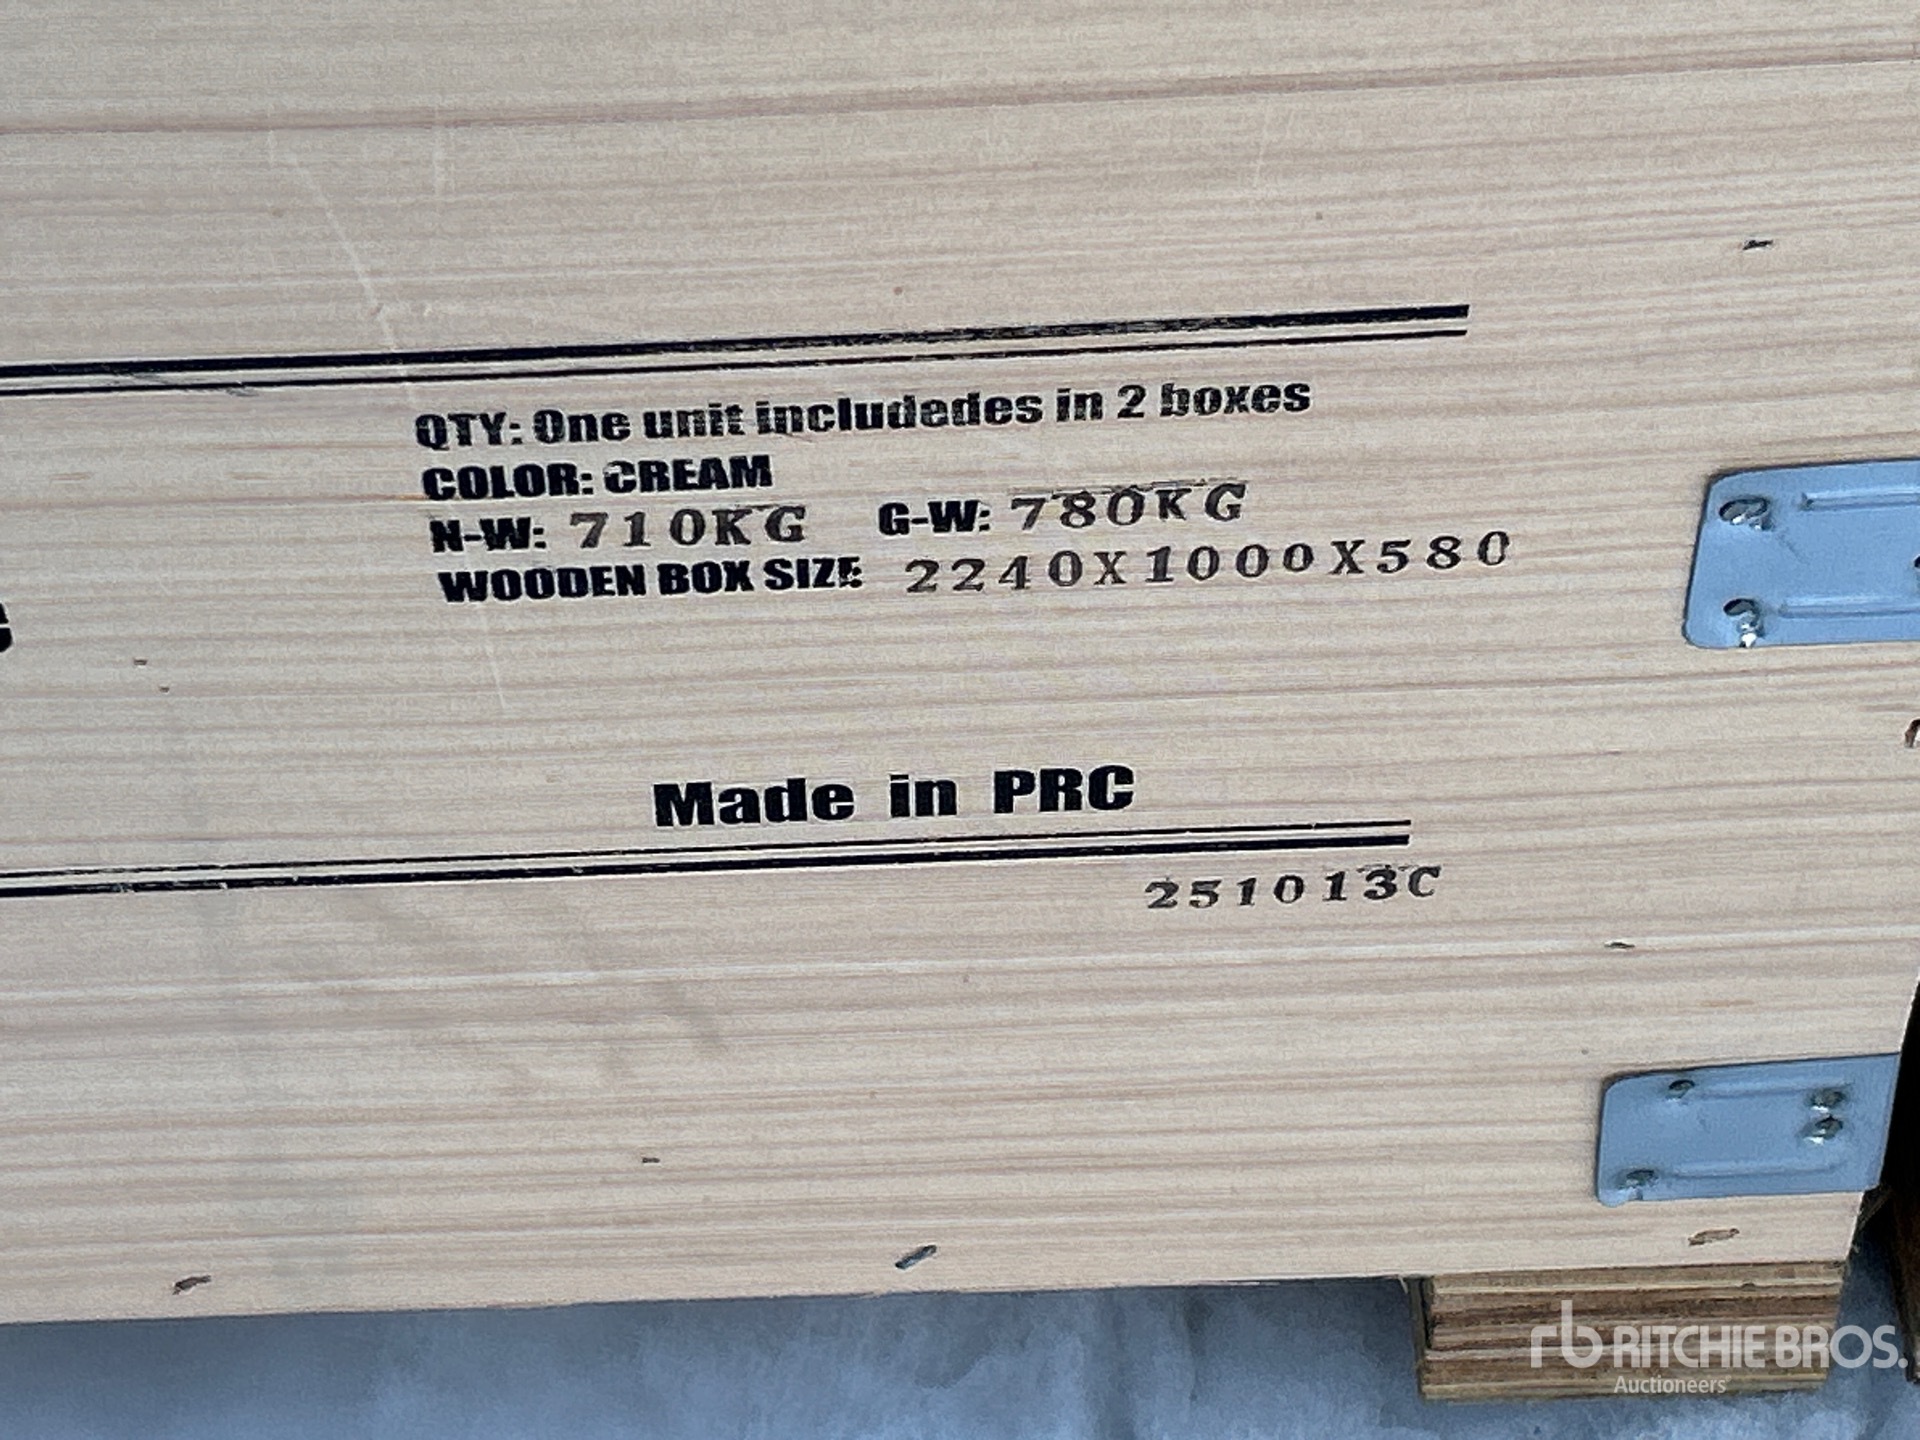 QTY: One unit includedes in 2 boxes
COLOR: CREAM
N-W: 710KG G-W: 780KG
WOODEN BOX SIZE: 2240X1000X580
Made in PRC
251013C
rb RITCHIE BROS.
Auctioneers